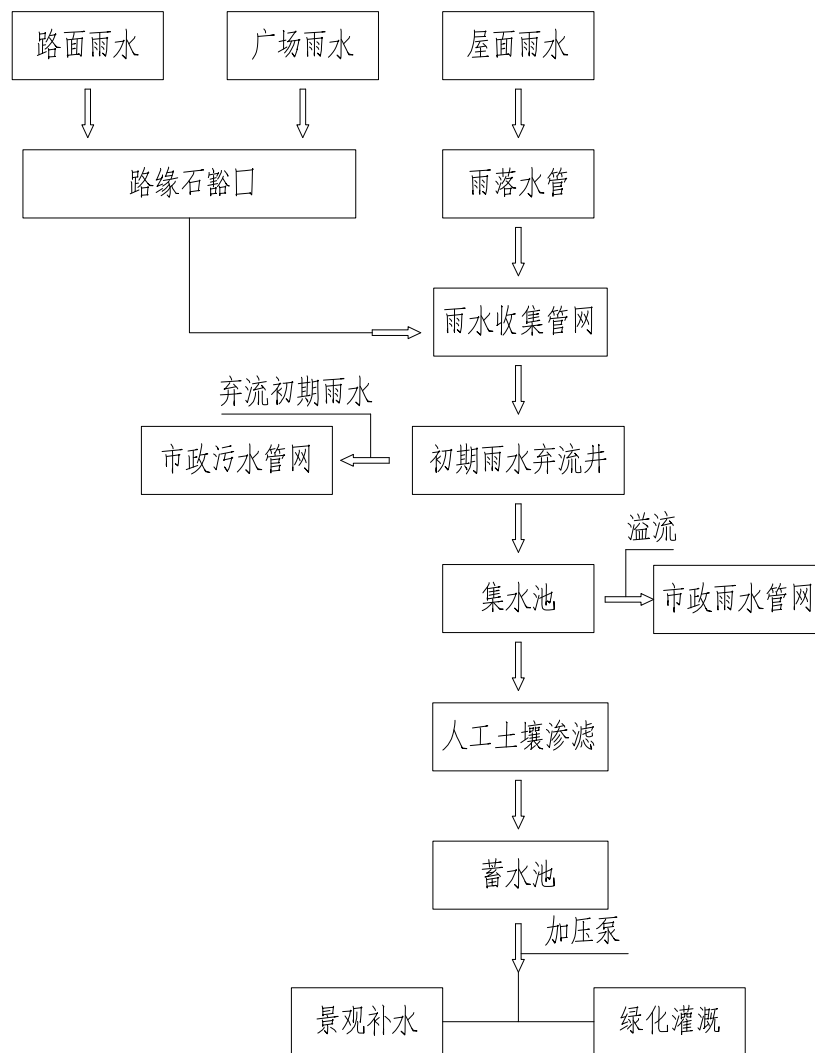 路面雨水
广场雨水
屋面雨水
路缘石豁口
雨落水管
雨水收集管网
弃流初期雨水
市政污水管网
初期雨水弃流井
溢流
集水池
市政雨水管网
人工土壤渗滤
蓄水池
加压泵
景观补水
绿化灌溉